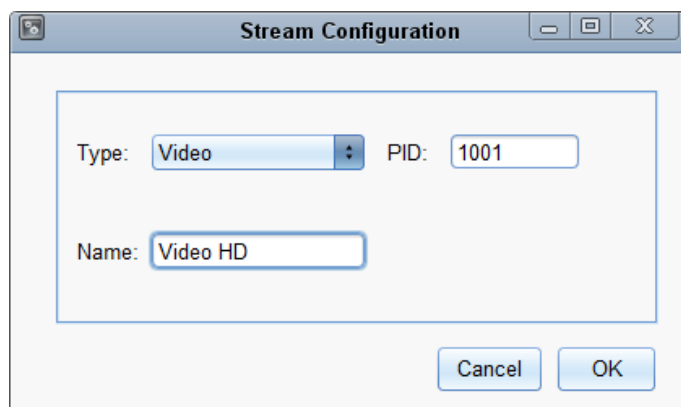 Stream Configuration
Type: Video PID: 1001
Name: Video HD
Cancel OK